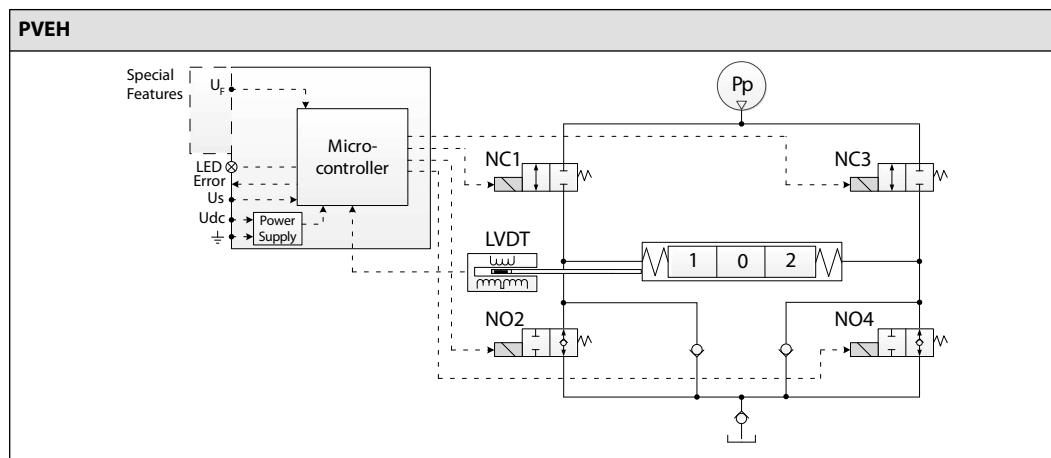 PVEH
Special
Features
U_F
Micro-
controller
LED
Error
Us
Udc
Power
Supply
Pp
NC1
NC3
LVDT
1 0 2
NO2
NO4